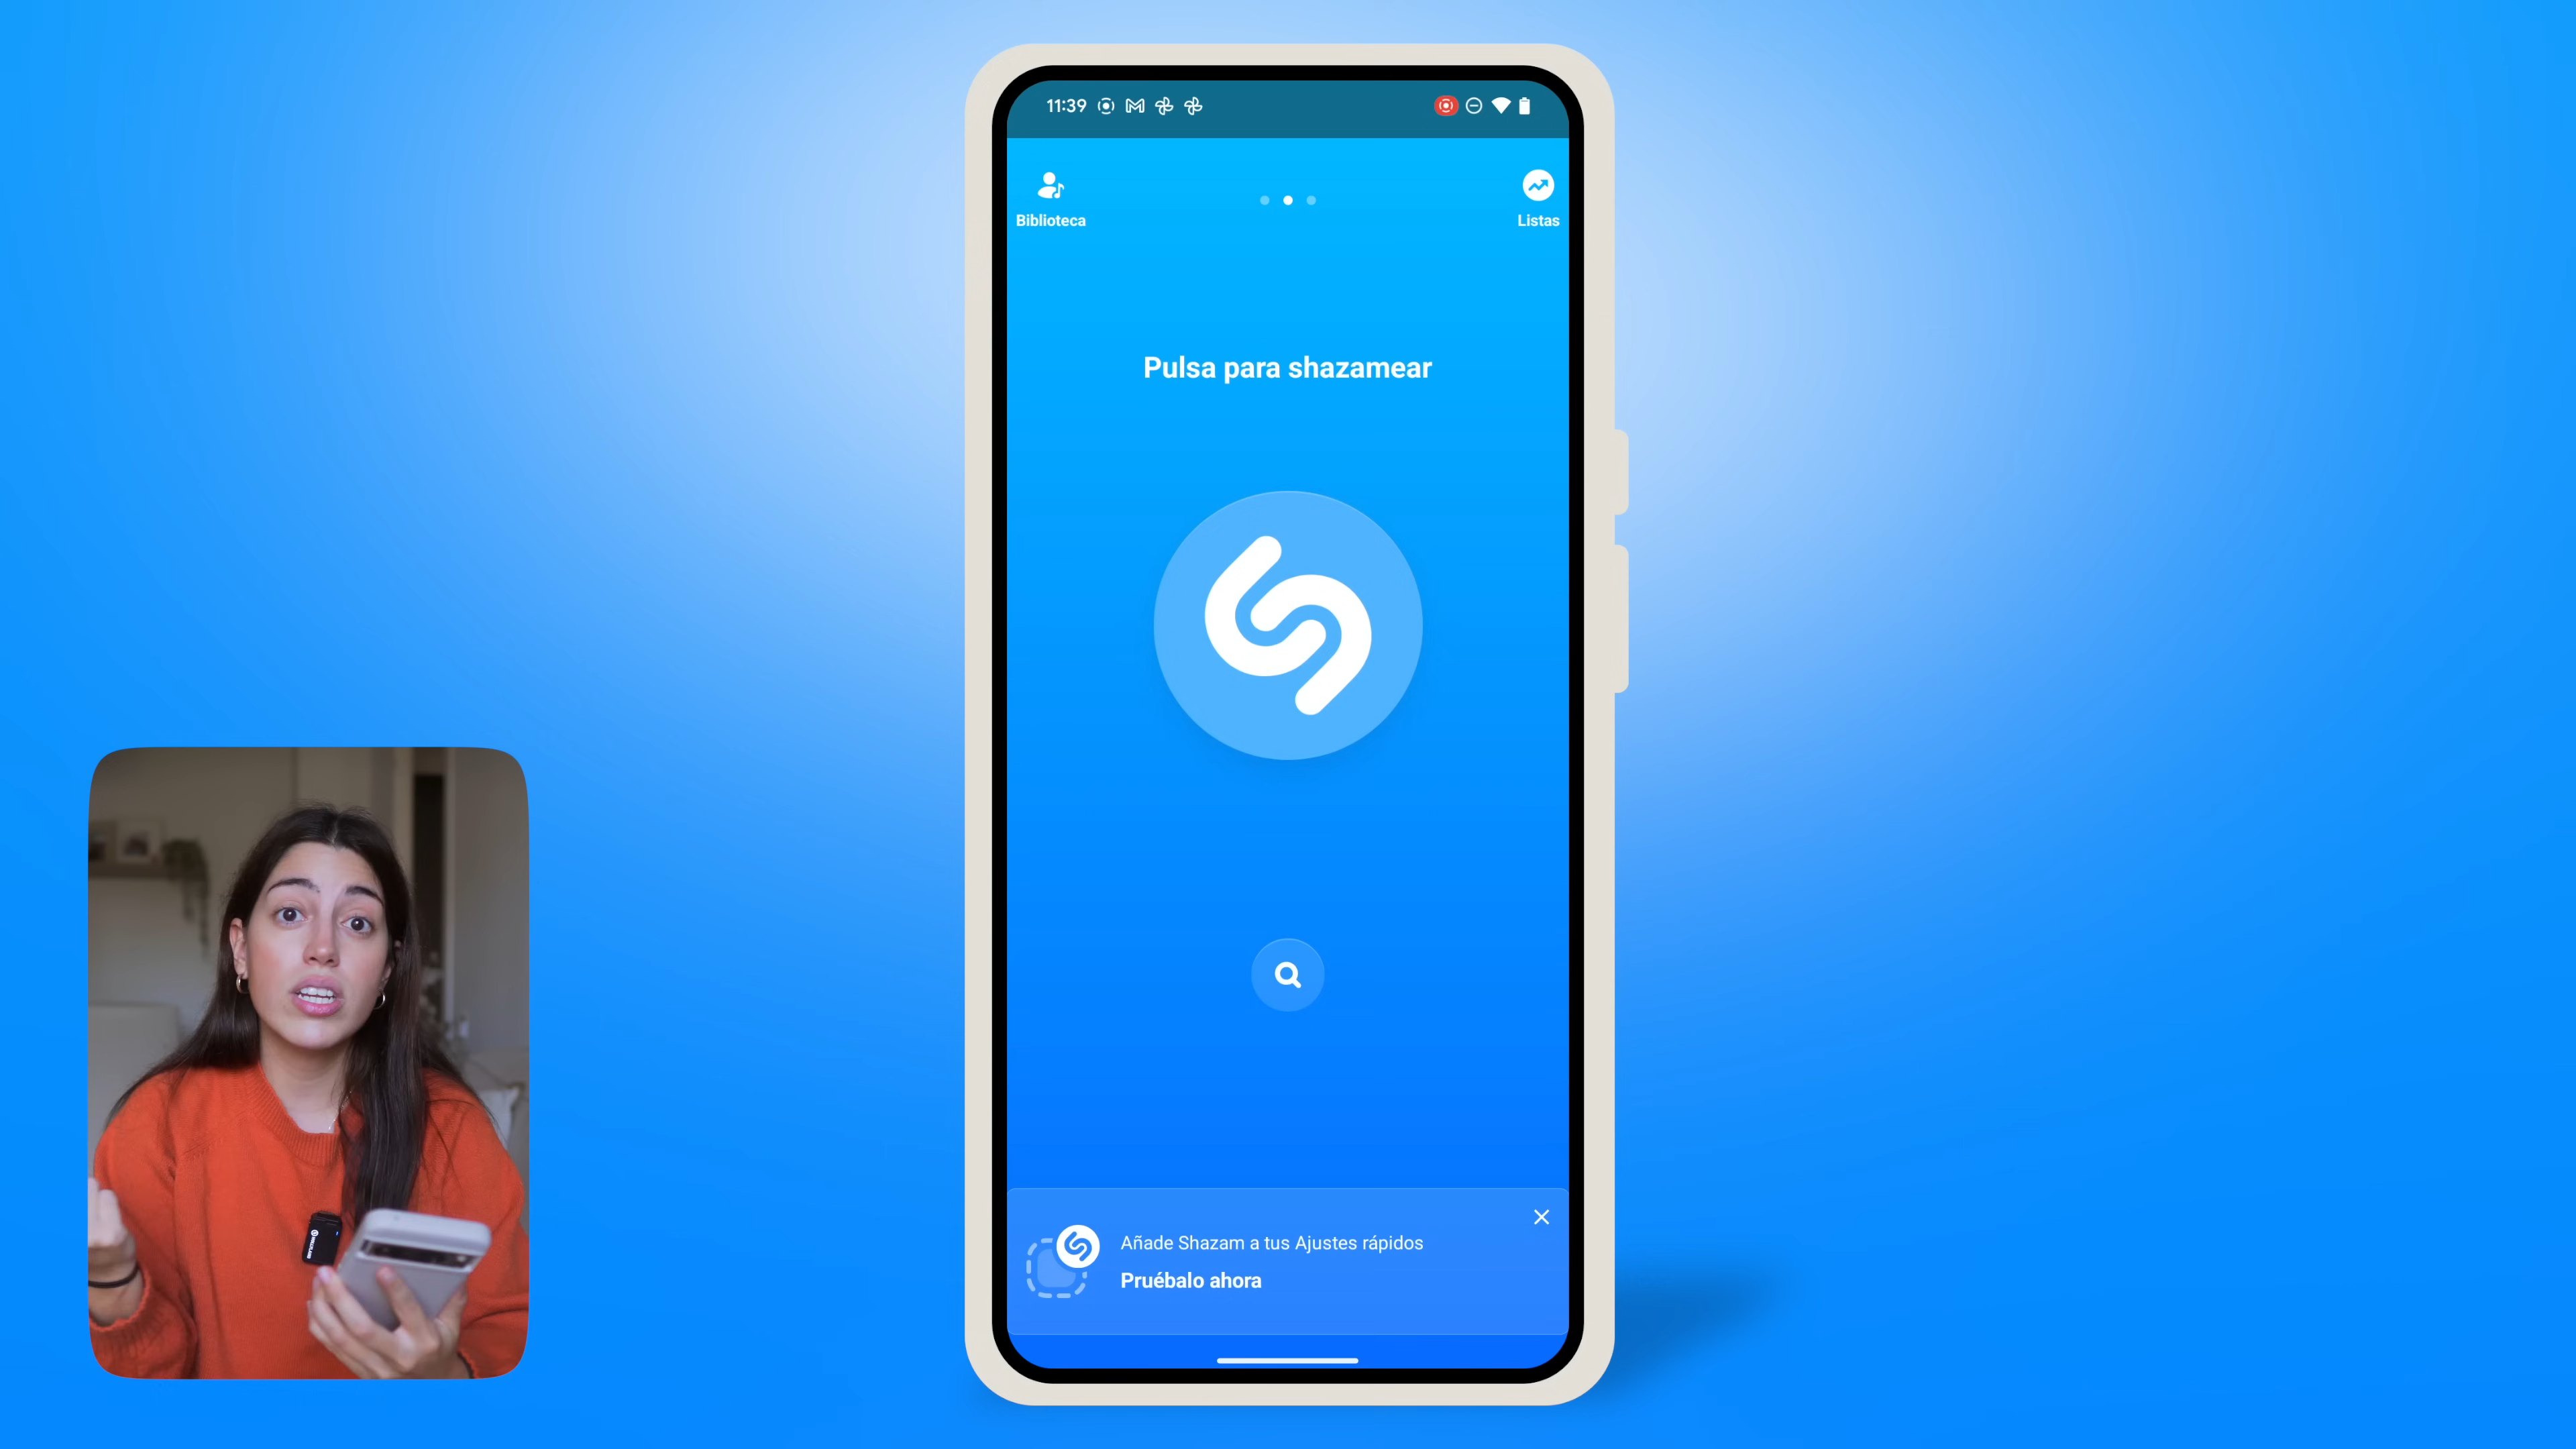 11:39
Biblioteca
Listas
Pulsa para shazamear
Añade Shazam a tus Ajustes rápidos
Pruébalo ahora